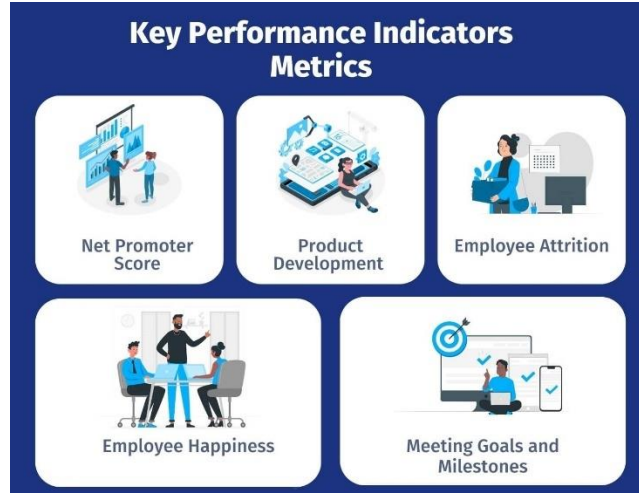 Key Performance Indicators
Metrics
Net Promoter
Score
Product
Development
Employee Attrition
Employee Happiness
Meeting Goals and
Milestones